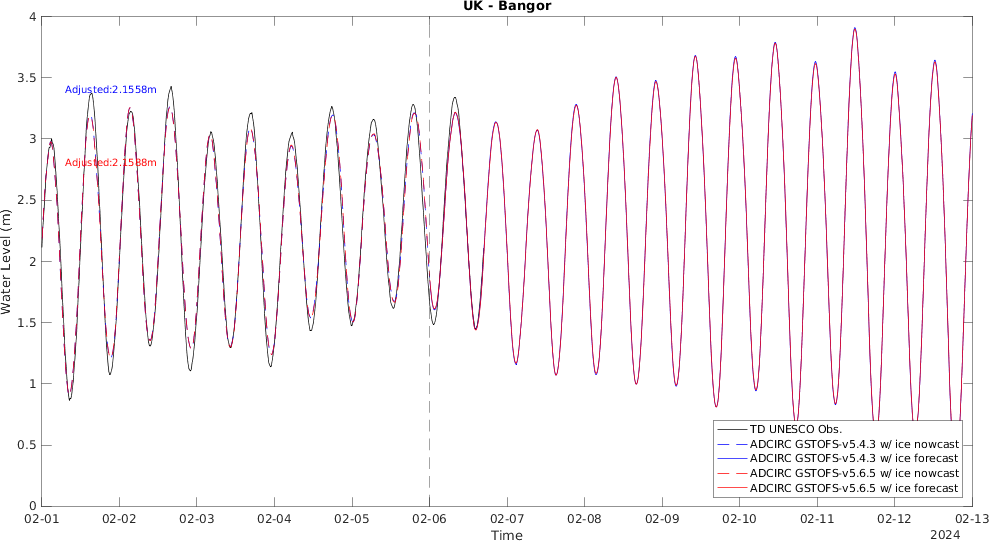 UK - Bangor
4
3.5
3
2.5
2
1.5
1
0.5
0
Water Level (m)
Adjusted:2.1558m
Adjusted:2.1588m
TD UNESCO Obs.
ADCIRC GSTOFS-v5.4.3 w/ ice nowcast
ADCIRC GSTOFS-v5.4.3 w/ ice forecast
ADCIRC GSTOFS-v5.6.5 w/ ice nowcast
ADCIRC GSTOFS-v5.6.5 w/ ice forecast
02-01 02-02 02-03 02-04 02-05 02-06 02-07 02-08 02-09 02-10 02-11 02-12 02-13
Time
2024